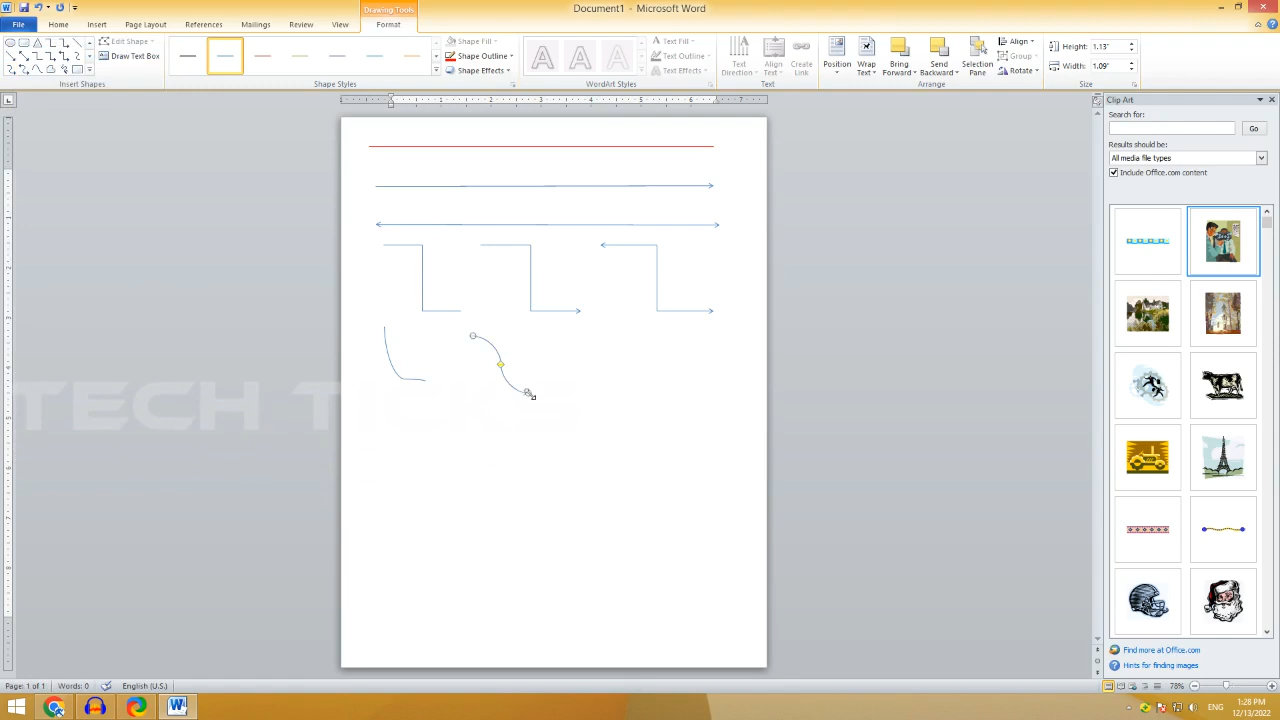 Document1 - Microsoft Word
Drawing Tools
File Home Insert Page Layout References Mailings Review View Format
Edit Shape
Draw Text Box
Insert Shapes
Shape Fill
Shape Outline
Shape Effects
Shape Styles
A A A
Text Fill
Text Outline
Text Effects
WordArt Styles
Text Direction
Align Text
Create Link
Text
Position
Wrap Text
Bring Forward
Send Backward
Selection Pane
Align
Group
Rotate
Arrange
Height: 1.13"
Width: 1.09"
Size
Clip Art
Search for:
Go
Results should be:
All media file types
Include Office.com content
TECH TICKS
Find more at Office.com
Hints for finding images
Page: 1 of 1 Words: 0 English (U.S.) 78%
ENG
1:28 PM
12/13/2022